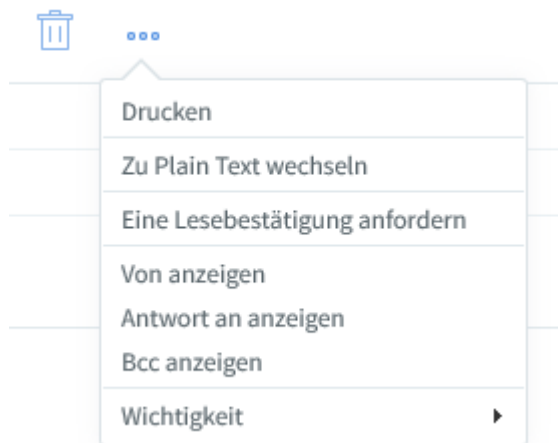 Drucken
Zu Plain Text wechseln
Eine Lesebestätigung anfordern
Von anzeigen
Antwort an anzeigen
Bcc anzeigen
Wichtigkeit